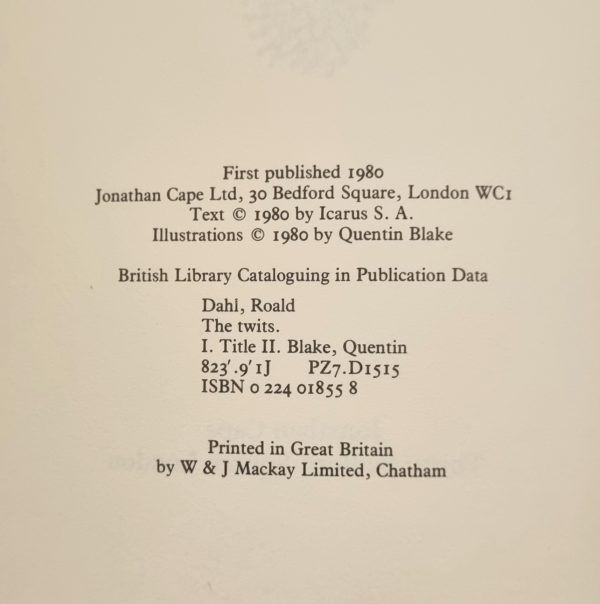 First published 1980
Jonathan Cape Ltd, 30 Bedford Square, London WC1
Text © 1980 by Icarus S. A.
Illustrations © 1980 by Quentin Blake
British Library Cataloguing in Publication Data
Dahl, Roald
The twits.
I. Title II. Blake, Quentin
823'.9'1J PZ7.D1515
ISBN 0 224 01855 8
Printed in Great Britain
by W & J Mackay Limited, Chatham